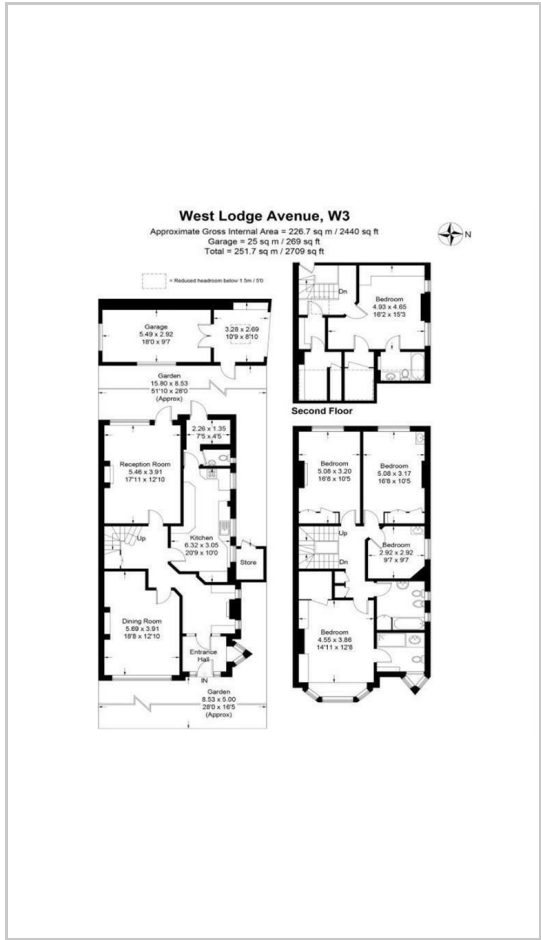 West Lodge Avenue, W3
Approximate Gross Internal Area = 226.7 sq m / 2440 sq ft
Garage = 25 sq m / 269 sq ft
Total = 251.7 sq m / 2709 sq ft
N
= Reduced headroom below 1.5m / 5'0
Garage
5.49 x 2.92
18'0 x 9'7
3.28 x 2.69
10'9 x 8'10
Garden
15.80 x 8.53
51'10 x 28'0
(Approx)
Reception Room
5.46 x 3.91
17'11 x 12'10
2.26 x 1.35
7'5 x 4'5
Up
Kitchen
6.32 x 3.05
20'9 x 10'0
Store
Dining Room
5.69 x 3.91
18'8 x 12'10
Entrance
Hall
IN
Garden
8.53 x 5.00
28'0 x 16'5
(Approx)
Dn
Bedroom
4.93 x 4.65
16'2 x 15'3
Second Floor
Bedroom
5.08 x 3.20
16'8 x 10'5
Bedroom
5.08 x 3.17
16'8 x 10'5
Up
Dn
Bedroom
2.92 x 2.92
9'7 x 9'7
Bedroom
4.55 x 3.86
14'11 x 12'8